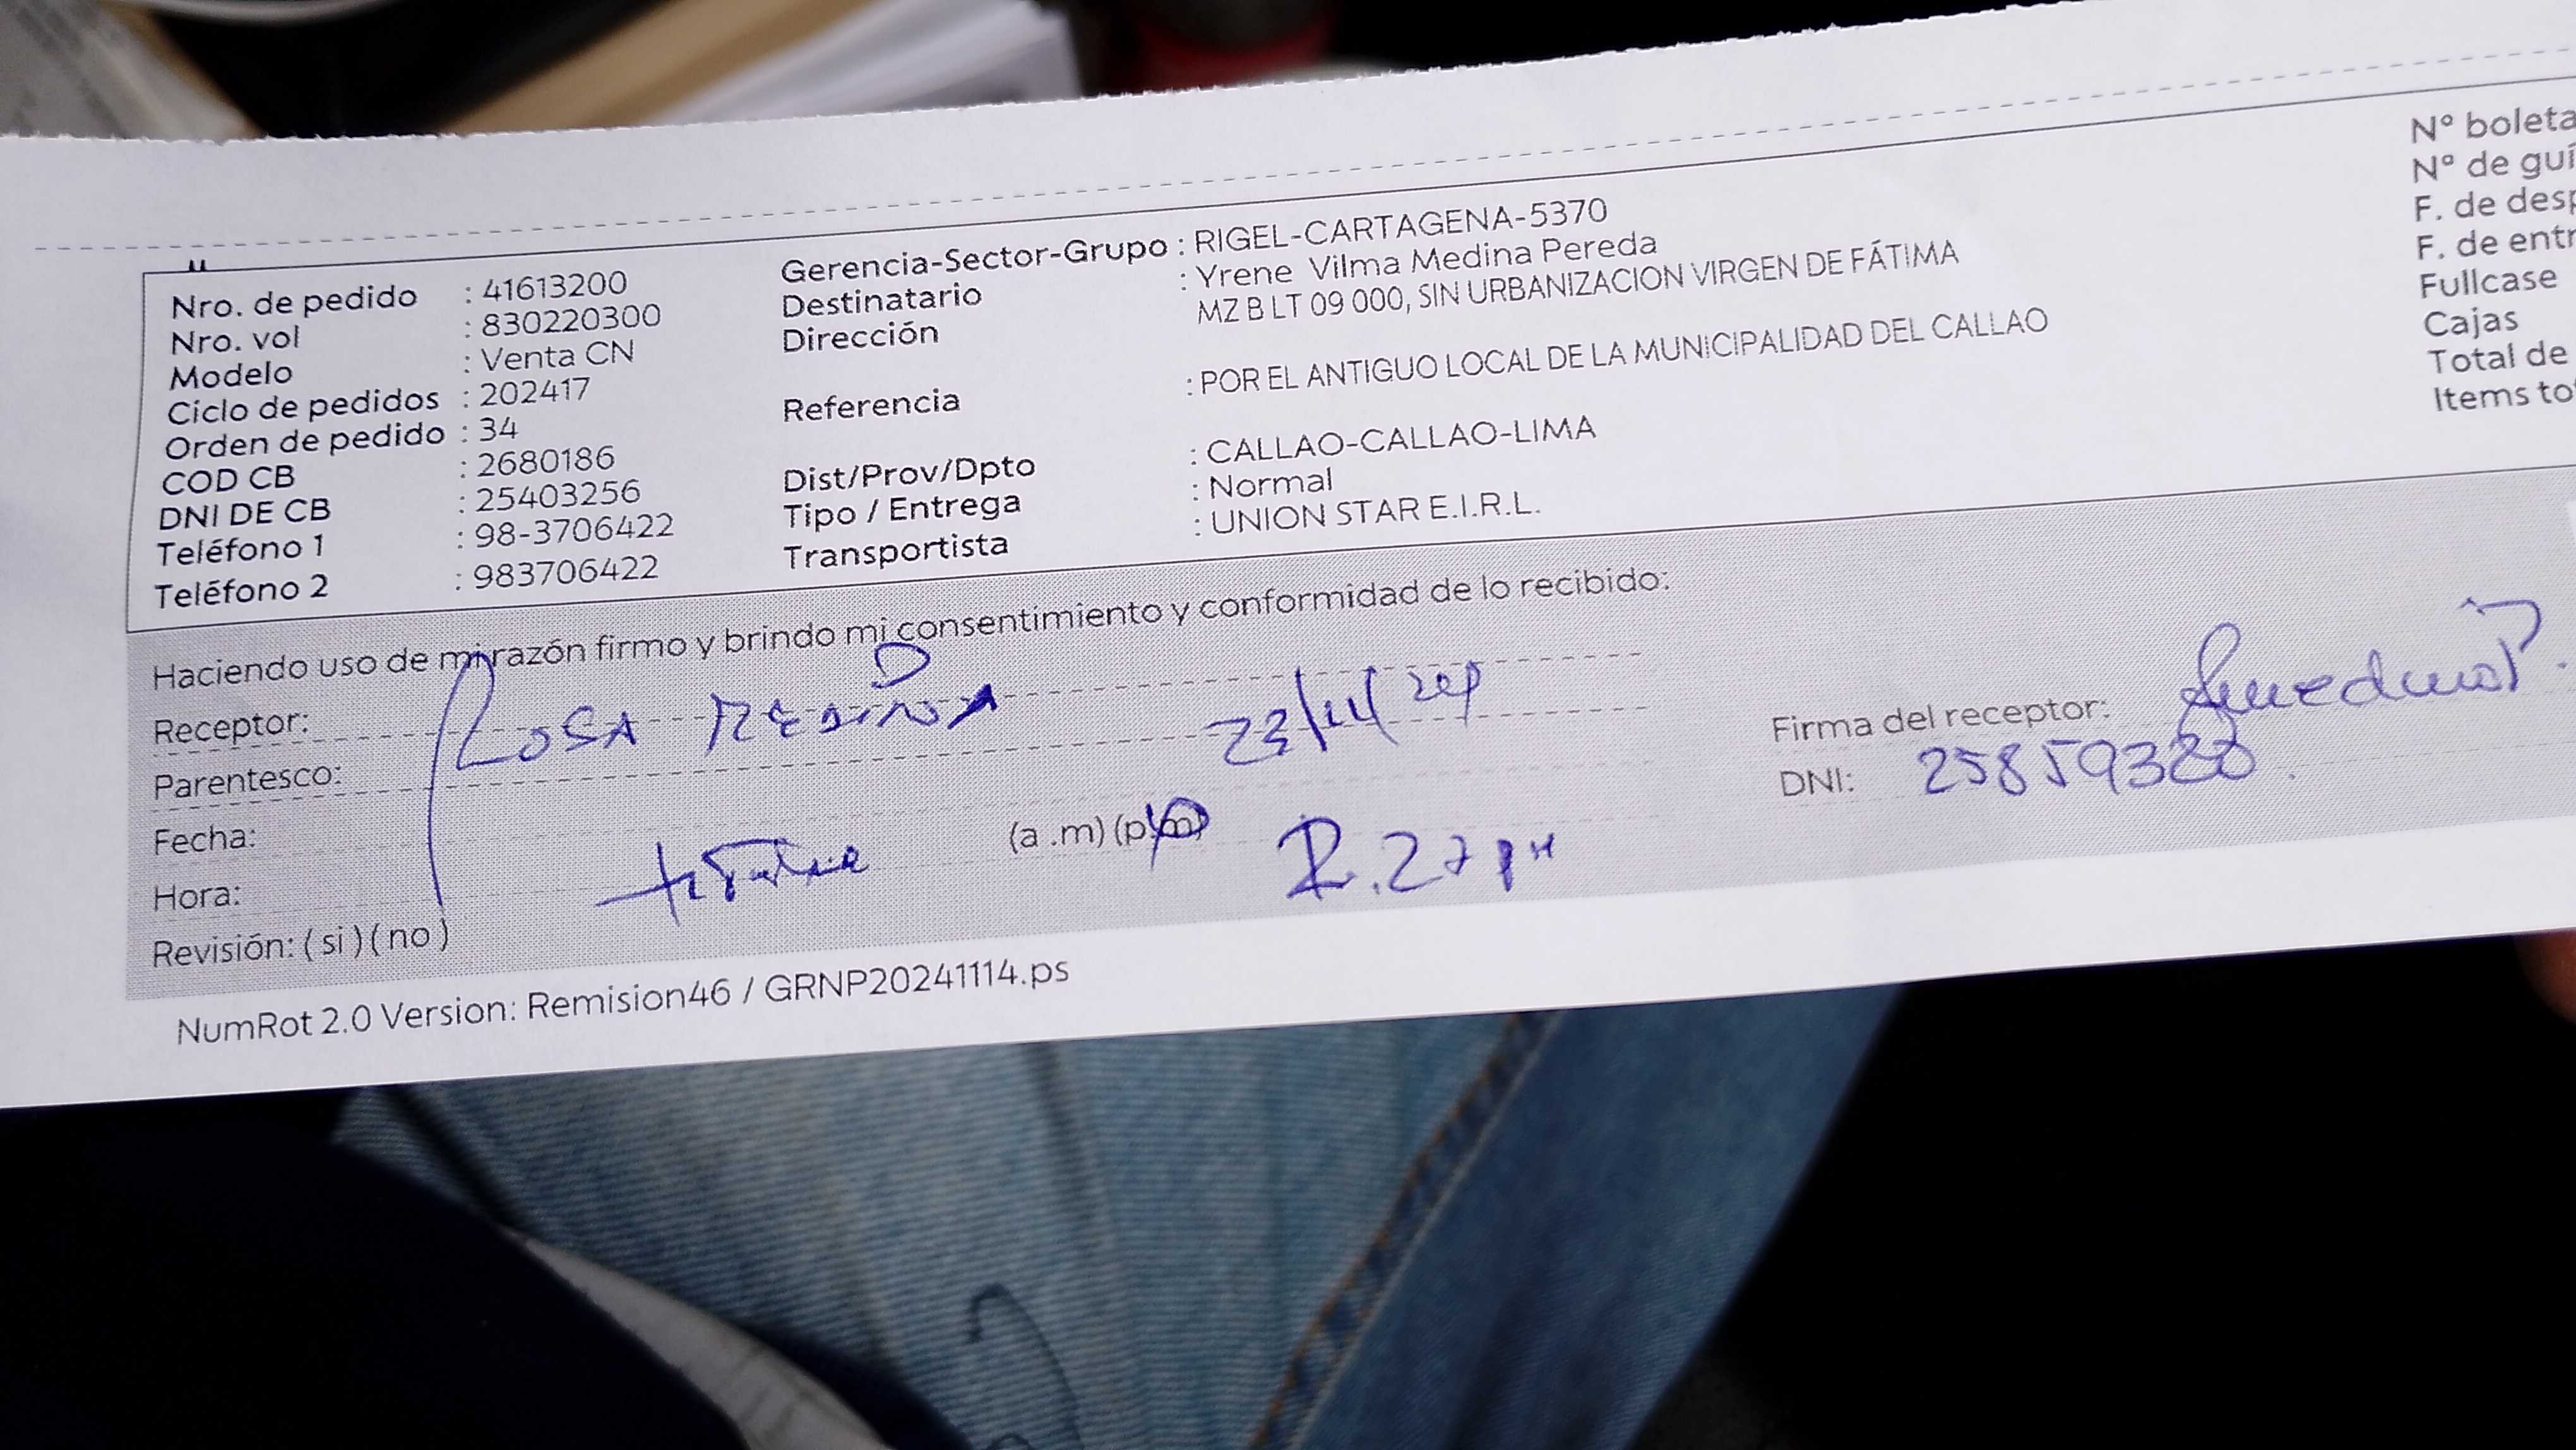 Nro. de pedido : 41613200
Nro. vol : 830220300
Modelo : Venta CN
Ciclo de pedidos : 202417
Orden de pedido : 34
COD CB : 2680186
DNI DE CB : 25403256
Teléfono 1 : 98-3706422
Teléfono 2 : 983706422
Gerencia-Sector-Grupo : RIGEL-CARTAGENA-5370
Destinatario : Yrene Vilma Medina Pereda
Dirección MZ B LT 09 000, SIN URBANIZACION VIRGEN DE FÁTIMA
Referencia : POR EL ANTIGUO LOCAL DE LA MUNICIPALIDAD DEL CALLAO
Dist/Prov/Dpto : CALLAO-CALLAO-LIMA
Tipo / Entrega : Normal
Transportista : UNION STAR E.I.R.L.
Nº boleta
Nº de guí
F. de desp
F. de entr
Fullcase
Cajas
Total de
Items to
Haciendo uso de mi razón firmo y brindo mi consentimiento y conformidad de lo recibido:
Receptor: ROSA MEDINA
Parentesco:
Fecha:
Hora: (a .m) (p.m)
Revisión: ( si ) ( no )
Firma del receptor:
DNI: 25859328
NumRot 2.0 Version: Remision46 / GRNP20241114.ps